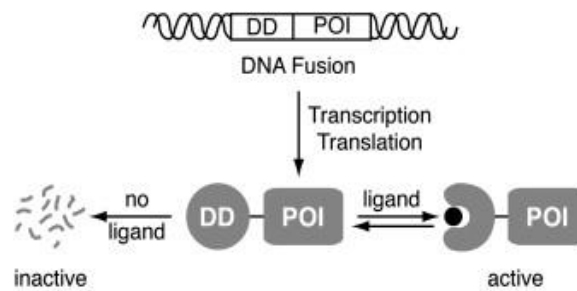 DD POI
DNA Fusion
Transcription
Translation
no
ligand
DD POI
ligand
POI
inactive
active